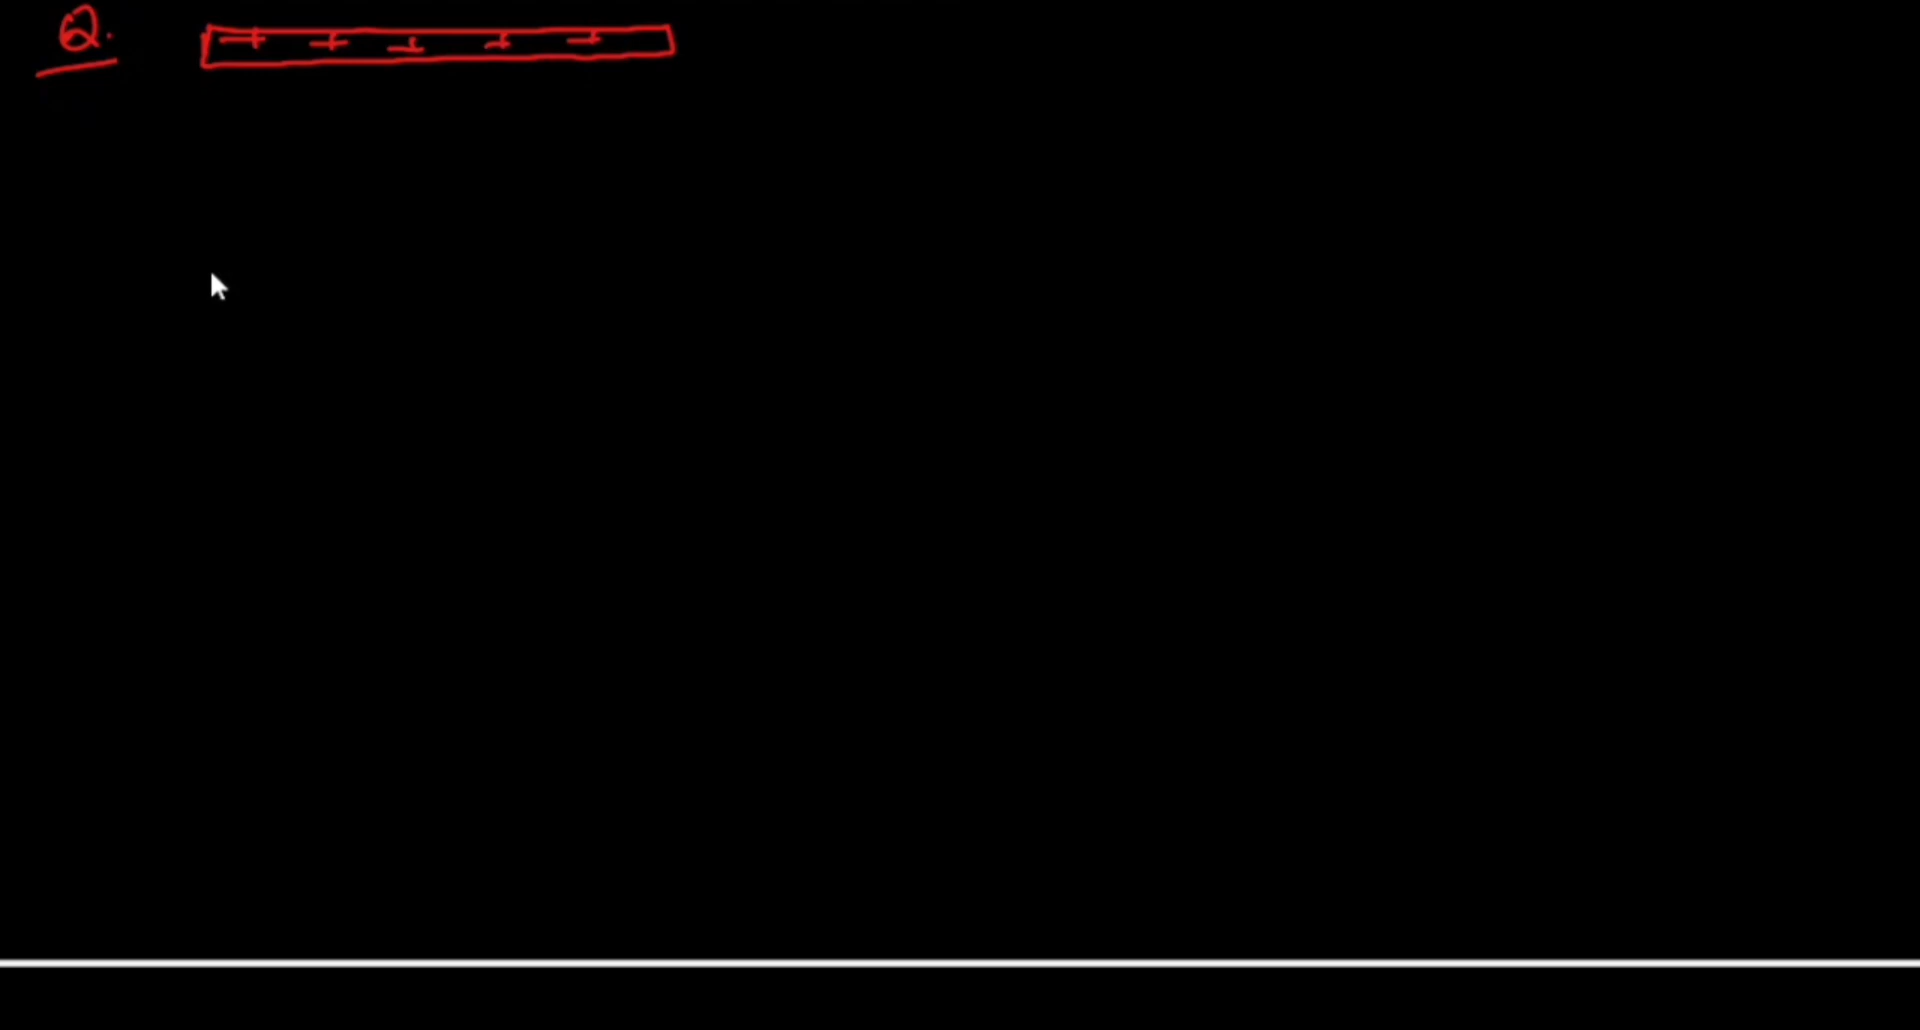 Q.
+ + + + +